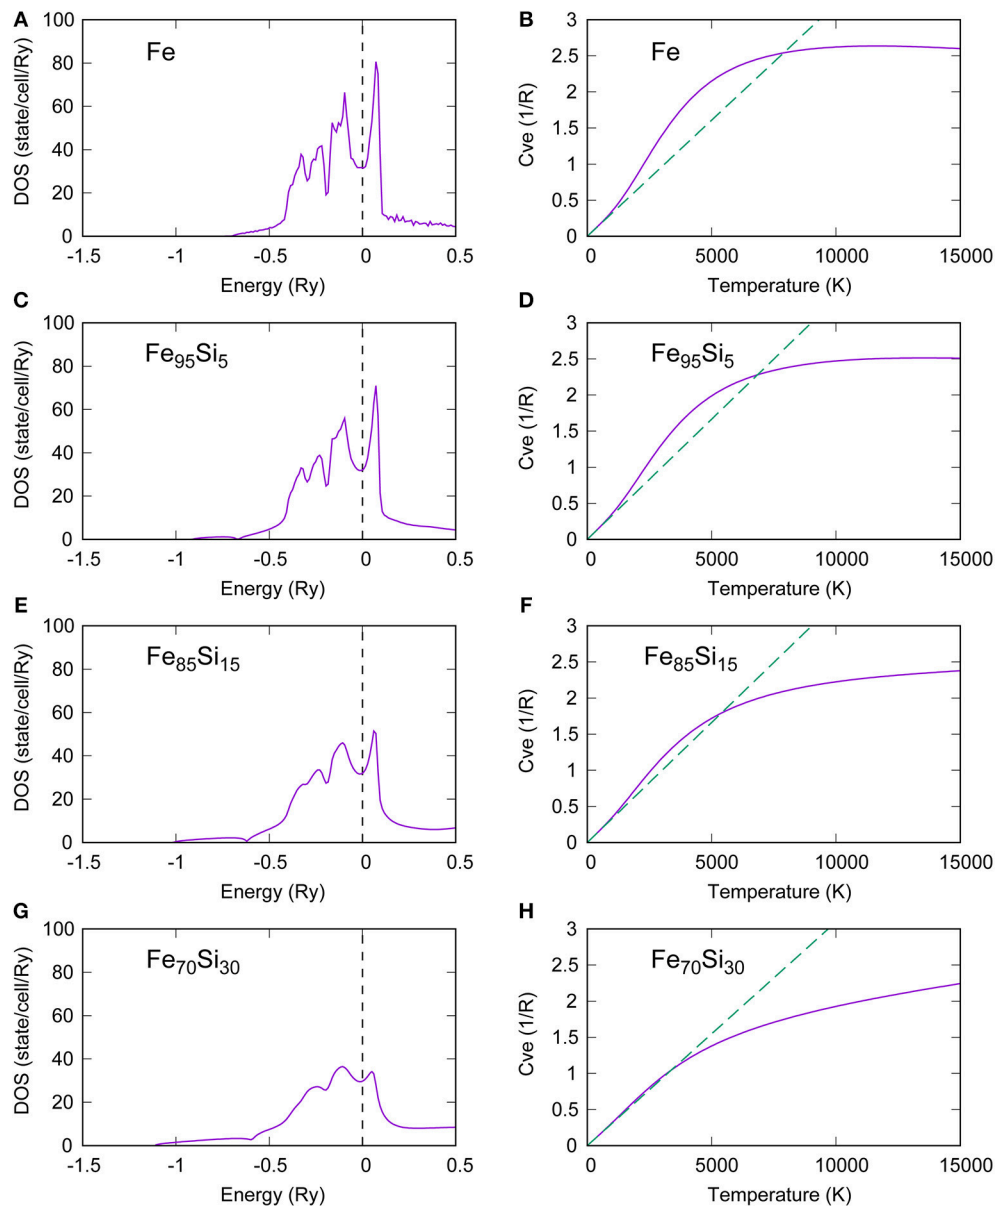 A
DOS (state/cell/Ry)
100
80
60
40
20
0
Fe
-1.5 -1 -0.5 0 0.5
Energy (Ry)
B
Cve (1/R)
3
2.5
2
1.5
1
0.5
0
Fe
0 5000 10000 15000
Temperature (K)
C
DOS (state/cell/Ry)
100
80
60
40
20
0
Fe95Si5
-1.5 -1 -0.5 0 0.5
Energy (Ry)
D
Cve (1/R)
3
2.5
2
1.5
1
0.5
0
Fe95Si5
0 5000 10000 15000
Temperature (K)
E
DOS (state/cell/Ry)
100
80
60
40
20
0
Fe85Si15
-1.5 -1 -0.5 0 0.5
Energy (Ry)
F
Cve (1/R)
3
2.5
2
1.5
1
0.5
0
Fe85Si15
0 5000 10000 15000
Temperature (K)
G
DOS (state/cell/Ry)
100
80
60
40
20
0
Fe70Si30
-1.5 -1 -0.5 0 0.5
Energy (Ry)
H
Cve (1/R)
3
2.5
2
1.5
1
0.5
0
Fe70Si30
0 5000 10000 15000
Temperature (K)